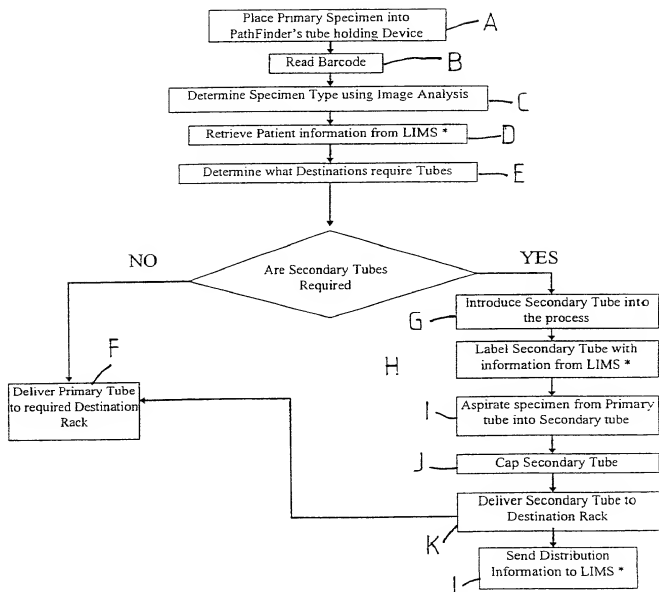 Place Primary Specimen into
PathFinder's tube holding Device
A
Read Barcode
B
Determine Specimen Type using Image Analysis
C
Retrieve Patient information from LIMS *
D
Determine what Destinations require Tubes
E
NO
Are Secondary Tubes
Required
YES
Introduce Secondary Tube into
the process
G
Label Secondary Tube with
information from LIMS *
H
F
Deliver Primary Tube
to required Destination
Rack
Aspirate specimen from Primary
tube into Secondary tube
I
Cap Secondary Tube
J
Deliver Secondary Tube to
Destination Rack
K
Send Distribution
Information to LIMS *
L